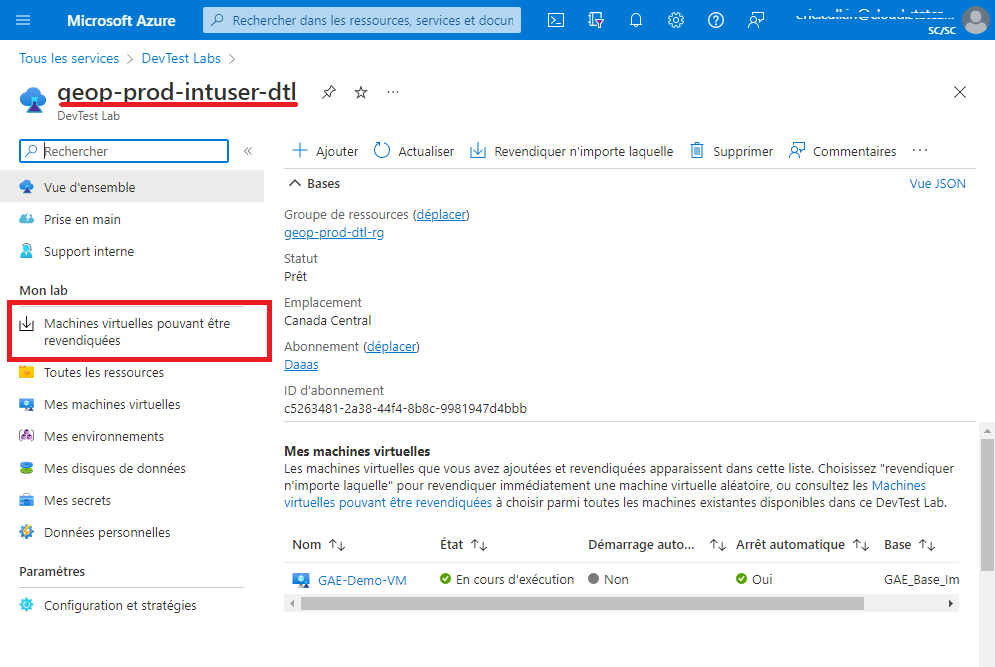 Microsoft Azure
Rechercher dans les ressources, services et docun
SC/SC
Tous les services > DevTest Labs >
geop-prod-intuser-dtl
DevTest Lab
Rechercher
Vue d'ensemble
Prise en main
Support interne
Mon lab
Machines virtuelles pouvant être
revendiquées
Toutes les ressources
Mes machines virtuelles
Mes environnements
Mes disques de données
Mes secrets
Données personnelles
Paramètres
Configuration et stratégies
Ajouter Actualiser Revendiquer n'importe laquelle Supprimer Commentaires ...
Bases Vue JSON
Groupe de ressources (déplacer)
geop-prod-dtl-rg
Statut
Prêt
Emplacement
Canada Central
Abonnement (déplacer)
Daaas
ID d'abonnement
c5263481-2a38-44f4-8b8c-9981947d4bbb
Mes machines virtuelles
Les machines virtuelles que vous avez ajoutées et revendiquées apparaissent dans cette liste. Choisissez "revendiquer
n'importe laquelle" pour revendiquer immédiatement une machine virtuelle aléatoire, ou consultez les Machines
virtuelles pouvant être revendiquées à choisir parmi toutes les machines existantes disponibles dans ce DevTest Lab.
Nom État Démarrage auto... Arrêt automatique Base
GAE-Demo-VM En cours d'exécution Non Oui GAE_Base_Im